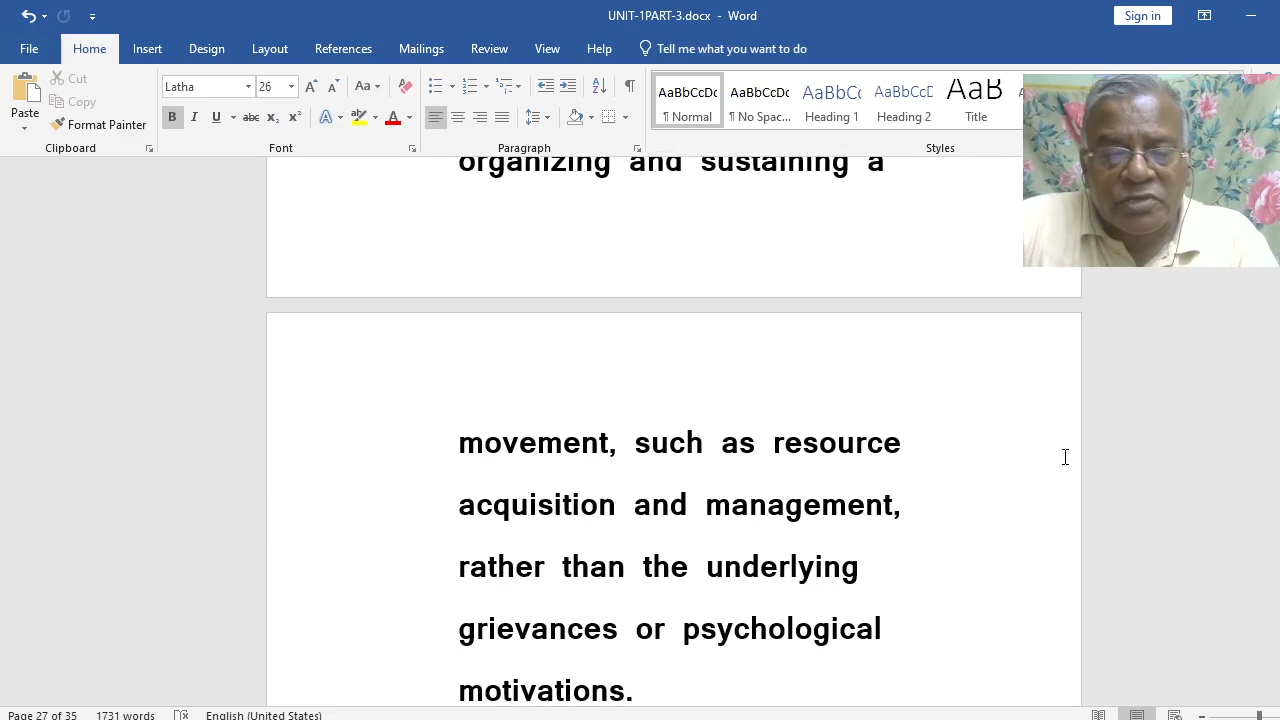 UNIT-1PART-3.docx - Word
Sign in
File Home Insert Design Layout References Mailings Review View Help Tell me what you want to do
Paste
Cut
Copy
Format Painter
Clipboard
Latha 26
Font
Paragraph
AaBbCcDc AaBbCcDc AaBbCc AaBbCcD AaB
¶ Normal ¶ No Spac... Heading 1 Heading 2 Title
Styles
organizing and sustaining a
movement, such as resource
acquisition and management,
rather than the underlying
grievances or psychological
motivations.
Page 27 of 35 1731 words English (United States)